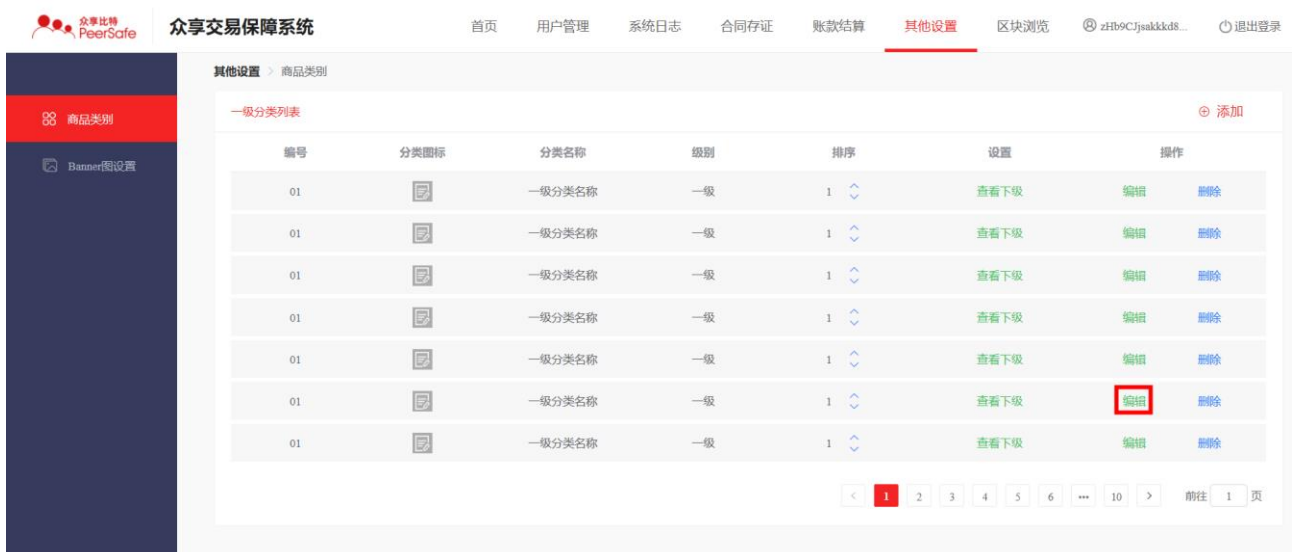 众享比特 PeerSafe 众享交易保障系统 首页 用户管理 系统日志 合同存证 账款结算 其他设置 区块浏览 zHb9CJjsakkkd8... 退出登录
其他设置 > 商品类别
商品类别
Banner图设置
一级分类列表 添加
编号 分类图标 分类名称 级别 排序 设置 操作
01 一级分类名称 一级 1 查看下级 编辑 删除
01 一级分类名称 一级 1 查看下级 编辑 删除
01 一级分类名称 一级 1 查看下级 编辑 删除
01 一级分类名称 一级 1 查看下级 编辑 删除
01 一级分类名称 一级 1 查看下级 编辑 删除
01 一级分类名称 一级 1 查看下级 编辑 删除
01 一级分类名称 一级 1 查看下级 编辑 删除
< 1 2 3 4 5 6 ••• 10 > 前往 1 页